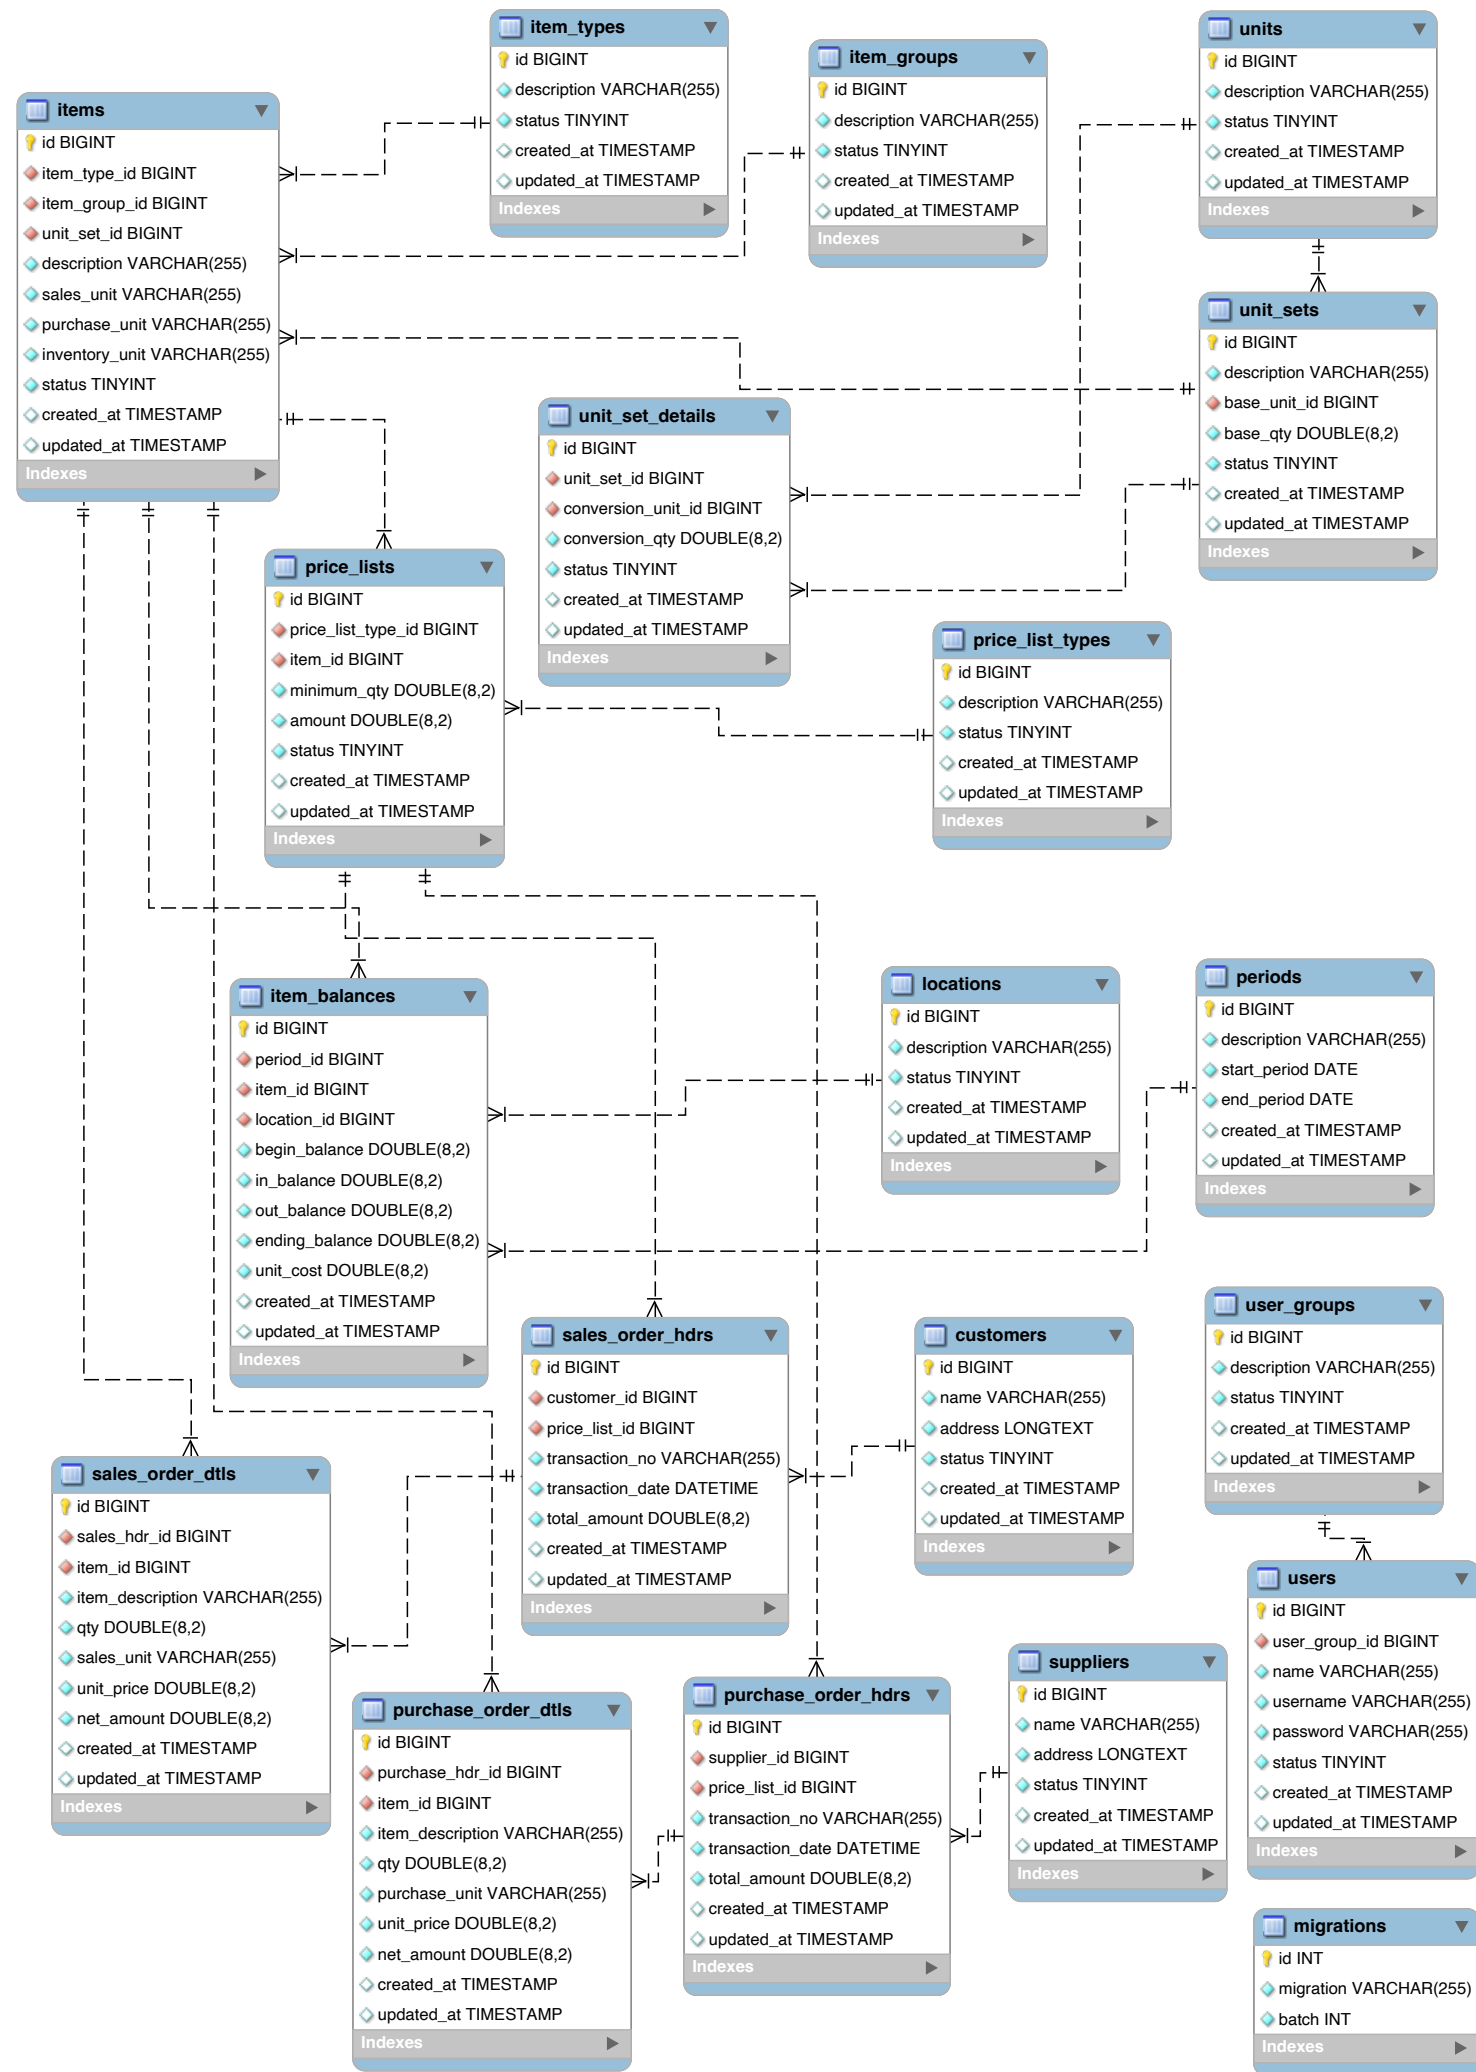 item_types
id BIGINT
description VARCHAR(255)
status TINYINT
created_at TIMESTAMP
updated_at TIMESTAMP
Indexes
item_groups
id BIGINT
description VARCHAR(255)
status TINYINT
created_at TIMESTAMP
updated_at TIMESTAMP
Indexes
units
id BIGINT
description VARCHAR(255)
status TINYINT
created_at TIMESTAMP
updated_at TIMESTAMP
Indexes
items
id BIGINT
item_type_id BIGINT
item_group_id BIGINT
unit_set_id BIGINT
description VARCHAR(255)
sales_unit VARCHAR(255)
purchase_unit VARCHAR(255)
inventory_unit VARCHAR(255)
status TINYINT
created_at TIMESTAMP
updated_at TIMESTAMP
Indexes
unit_sets
id BIGINT
description VARCHAR(255)
base_unit_id BIGINT
base_qty DOUBLE(8,2)
status TINYINT
created_at TIMESTAMP
updated_at TIMESTAMP
Indexes
unit_set_details
id BIGINT
unit_set_id BIGINT
conversion_unit_id BIGINT
conversion_qty DOUBLE(8,2)
status TINYINT
created_at TIMESTAMP
updated_at TIMESTAMP
Indexes
price_lists
id BIGINT
price_list_type_id BIGINT
item_id BIGINT
minimum_qty DOUBLE(8,2)
amount DOUBLE(8,2)
status TINYINT
created_at TIMESTAMP
updated_at TIMESTAMP
Indexes
price_list_types
id BIGINT
description VARCHAR(255)
status TINYINT
created_at TIMESTAMP
updated_at TIMESTAMP
Indexes
item_balances
id BIGINT
period_id BIGINT
item_id BIGINT
location_id BIGINT
begin_balance DOUBLE(8,2)
in_balance DOUBLE(8,2)
out_balance DOUBLE(8,2)
ending_balance DOUBLE(8,2)
unit_cost DOUBLE(8,2)
created_at TIMESTAMP
updated_at TIMESTAMP
Indexes
locations
id BIGINT
description VARCHAR(255)
status TINYINT
created_at TIMESTAMP
updated_at TIMESTAMP
Indexes
periods
id BIGINT
description VARCHAR(255)
start_period DATE
end_period DATE
created_at TIMESTAMP
updated_at TIMESTAMP
Indexes
user_groups
id BIGINT
description VARCHAR(255)
status TINYINT
created_at TIMESTAMP
updated_at TIMESTAMP
Indexes
sales_order_hdrs
id BIGINT
customer_id BIGINT
price_list_id BIGINT
transaction_no VARCHAR(255)
transaction_date DATETIME
total_amount DOUBLE(8,2)
created_at TIMESTAMP
updated_at TIMESTAMP
Indexes
customers
id BIGINT
name VARCHAR(255)
address LONGTEXT
status TINYINT
created_at TIMESTAMP
updated_at TIMESTAMP
Indexes
sales_order_dtls
id BIGINT
sales_hdr_id BIGINT
item_id BIGINT
item_description VARCHAR(255)
qty DOUBLE(8,2)
sales_unit VARCHAR(255)
unit_price DOUBLE(8,2)
net_amount DOUBLE(8,2)
created_at TIMESTAMP
updated_at TIMESTAMP
Indexes
users
id BIGINT
user_group_id BIGINT
name VARCHAR(255)
username VARCHAR(255)
password VARCHAR(255)
status TINYINT
created_at TIMESTAMP
updated_at TIMESTAMP
Indexes
suppliers
id BIGINT
name VARCHAR(255)
address LONGTEXT
status TINYINT
created_at TIMESTAMP
updated_at TIMESTAMP
Indexes
purchase_order_hdrs
id BIGINT
supplier_id BIGINT
price_list_id BIGINT
transaction_no VARCHAR(255)
transaction_date DATETIME
total_amount DOUBLE(8,2)
created_at TIMESTAMP
updated_at TIMESTAMP
Indexes
purchase_order_dtls
id BIGINT
purchase_hdr_id BIGINT
item_id BIGINT
item_description VARCHAR(255)
qty DOUBLE(8,2)
purchase_unit VARCHAR(255)
unit_price DOUBLE(8,2)
net_amount DOUBLE(8,2)
created_at TIMESTAMP
updated_at TIMESTAMP
Indexes
migrations
id INT
migration VARCHAR(255)
batch INT
Indexes